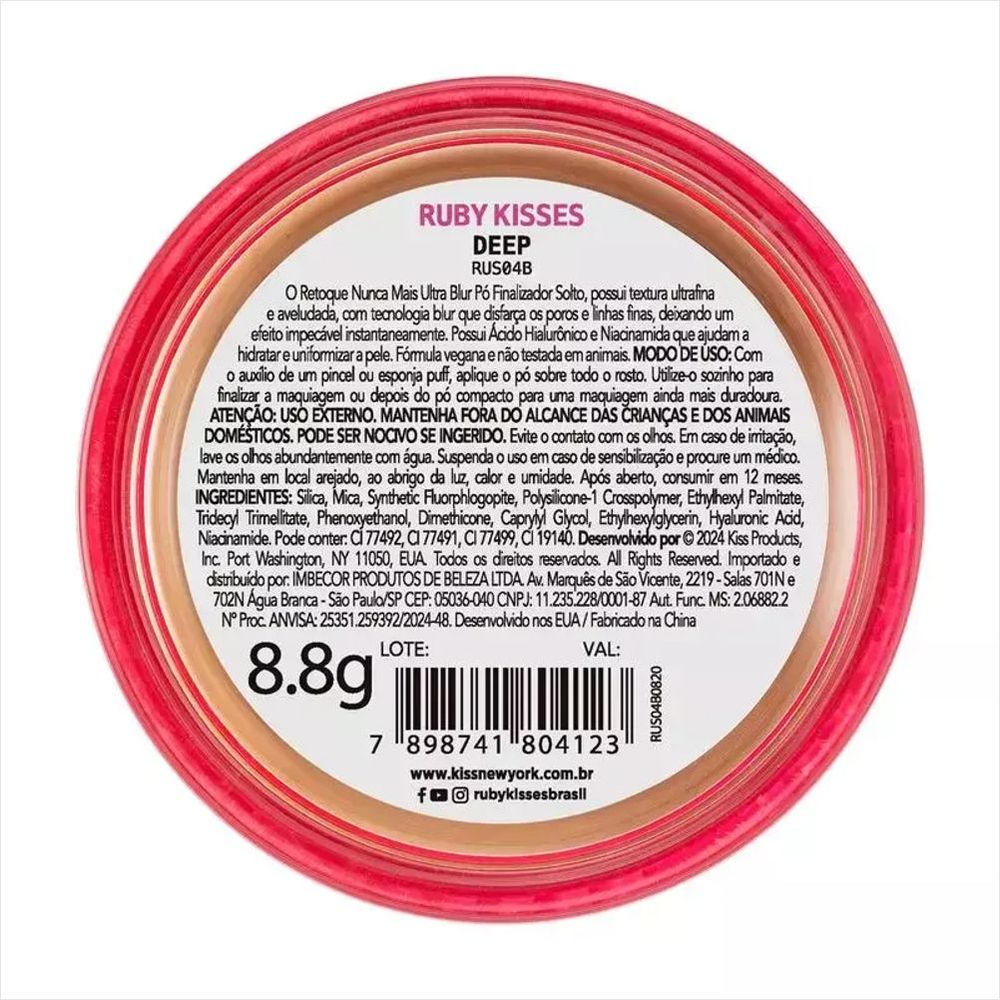 RUBY KISSES
DEEP
RUS04B
O Retoque Nunca Mais Ultra Blur Pó Finalizador Solto, possui textura ultrafina
e aveludada, com tecnologia blur que disfarça os poros e linhas finas, deixando um
efeito impecável instantaneamente. Possui Ácido Hialurônico e Niacinamida que ajudam a
hidratar e uniformizar a pele. Fórmula vegana e não testada em animais. MODO DE USO: Com
o auxílio de um pincel ou esponja puff, aplique o pó sobre todo o rosto. Utilize-o sozinho para
finalizar a maquiagem ou depois do pó compacto para uma maquiagem ainda mais duradoura.
ATENÇÃO: USO EXTERNO. MANTENHA FORA DO ALCANCE DAS CRIANÇAS E DOS ANIMAIS
DOMÉSTICOS. PODE SER NOCIVO SE INGERIDO. Evite o contato com os olhos. Em caso de irritação,
lave os olhos abundantemente com água. Suspenda o uso em caso de sensibilização e procure um médico.
Mantenha em local arejado, ao abrigo da luz, calor e umidade. Após aberto, consumir em 12 meses.
INGREDIENTES: Silica, Mica, Synthetic Fluorphlogopite, Polysilicone-1 Crosspolymer, Ethylhexyl Palmitate,
Tridecyl Trimellitate, Phenoxyethanol, Dimethicone, Caprylyl Glycol, Ethylhexylglycerin, Hyaluronic Acid,
Niacinamide. Pode conter: CI 77492, CI 77491, CI 77499, CI 19140. Desenvolvido por © 2024 Kiss Products,
Inc. Port Washington, NY 11050, EUA. Todos os direitos reservados. All Rights Reserved. Importado e
distribuído por: IMBECOR PRODUTOS DE BELEZA LTDA. Av. Marquês de São Vicente, 2219 - Salas 701N e
702N Água Branca - São Paulo/SP CEP: 05036-040 CNPJ: 11.235.228/0001-87 Aut. Func. MS: 2.06882.2
Nº Proc. ANVISA: 25351.259392/2024-48. Desenvolvido nos EUA / Fabricado na China
8.8g
LOTE: VAL:
7 898741 804123
RUS04B0820
www.kissnewyork.com.br
rubykissesbrasil